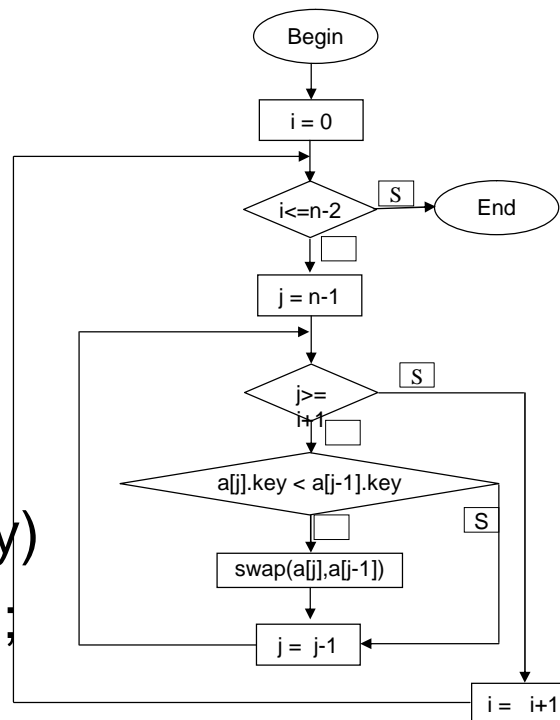 Begin
i = 0
i<=n-2
S
End
j = n-1
j>=
i+1
S
a[j].key < a[j-1].key
S
y)
swap(a[j],a[j-1])
;
j = j-1
i = i+1